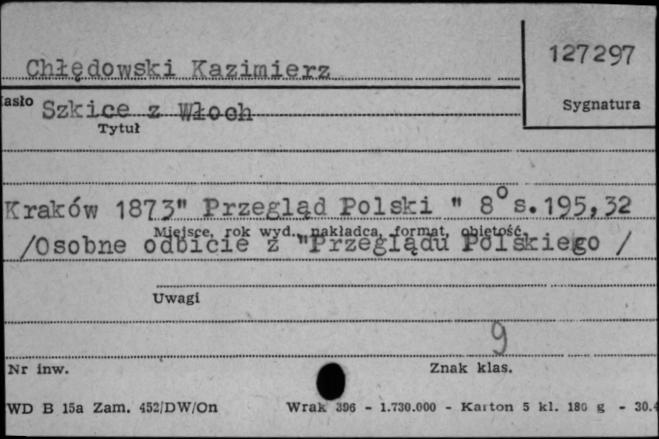 127297
Chłędowski Kazimierz
asło
Sygnatura
Szkice z Włoch
Tytuł
Kraków 1873" Przegląd Polski " 8° s.195,32
Miejsce, rok wyd., nakładca, format, objętość.
/Osobne odbicie z "Przeglądu Polskiego /
Uwagi
9
Nr inw.
Znak klas.
WD B 15a Zam. 452/DW/On Wrak 396 - 1.730.000 - Karton 5 kl. 180 g - 30.4